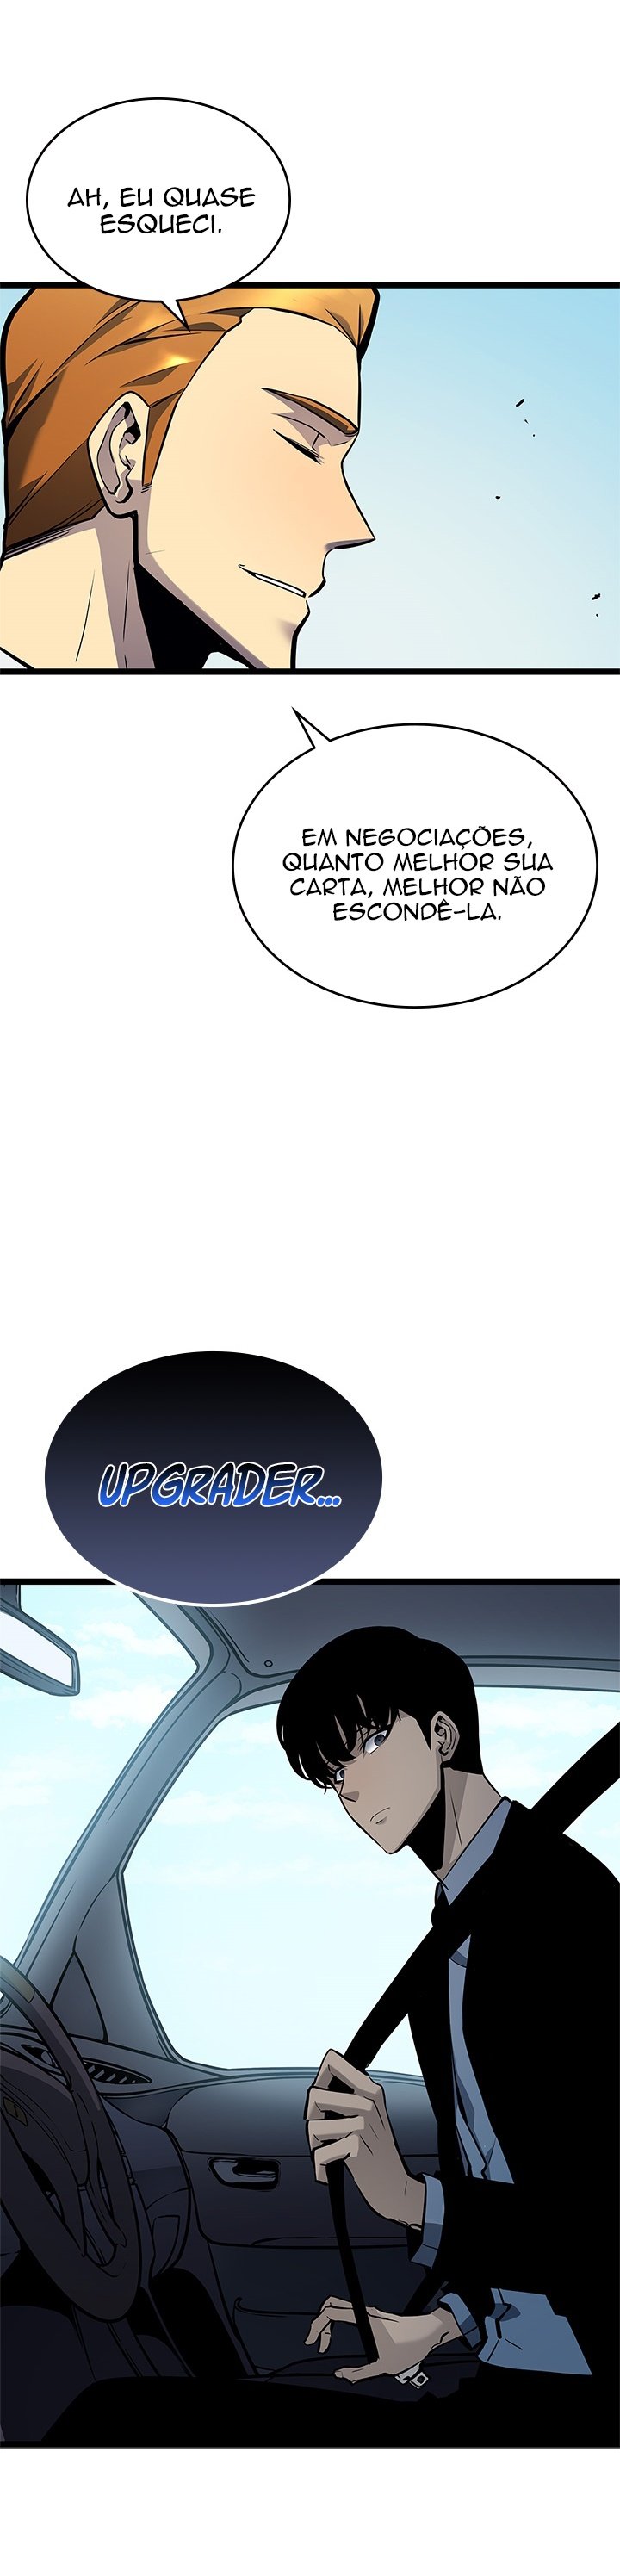 AH, EU QUASE
ESQUECI.
EM NEGOCIAÇÕES,
QUANTO MELHOR SUA
CARTA, MELHOR NÃO
ESCONDÊ-LA.
UPGRADER...